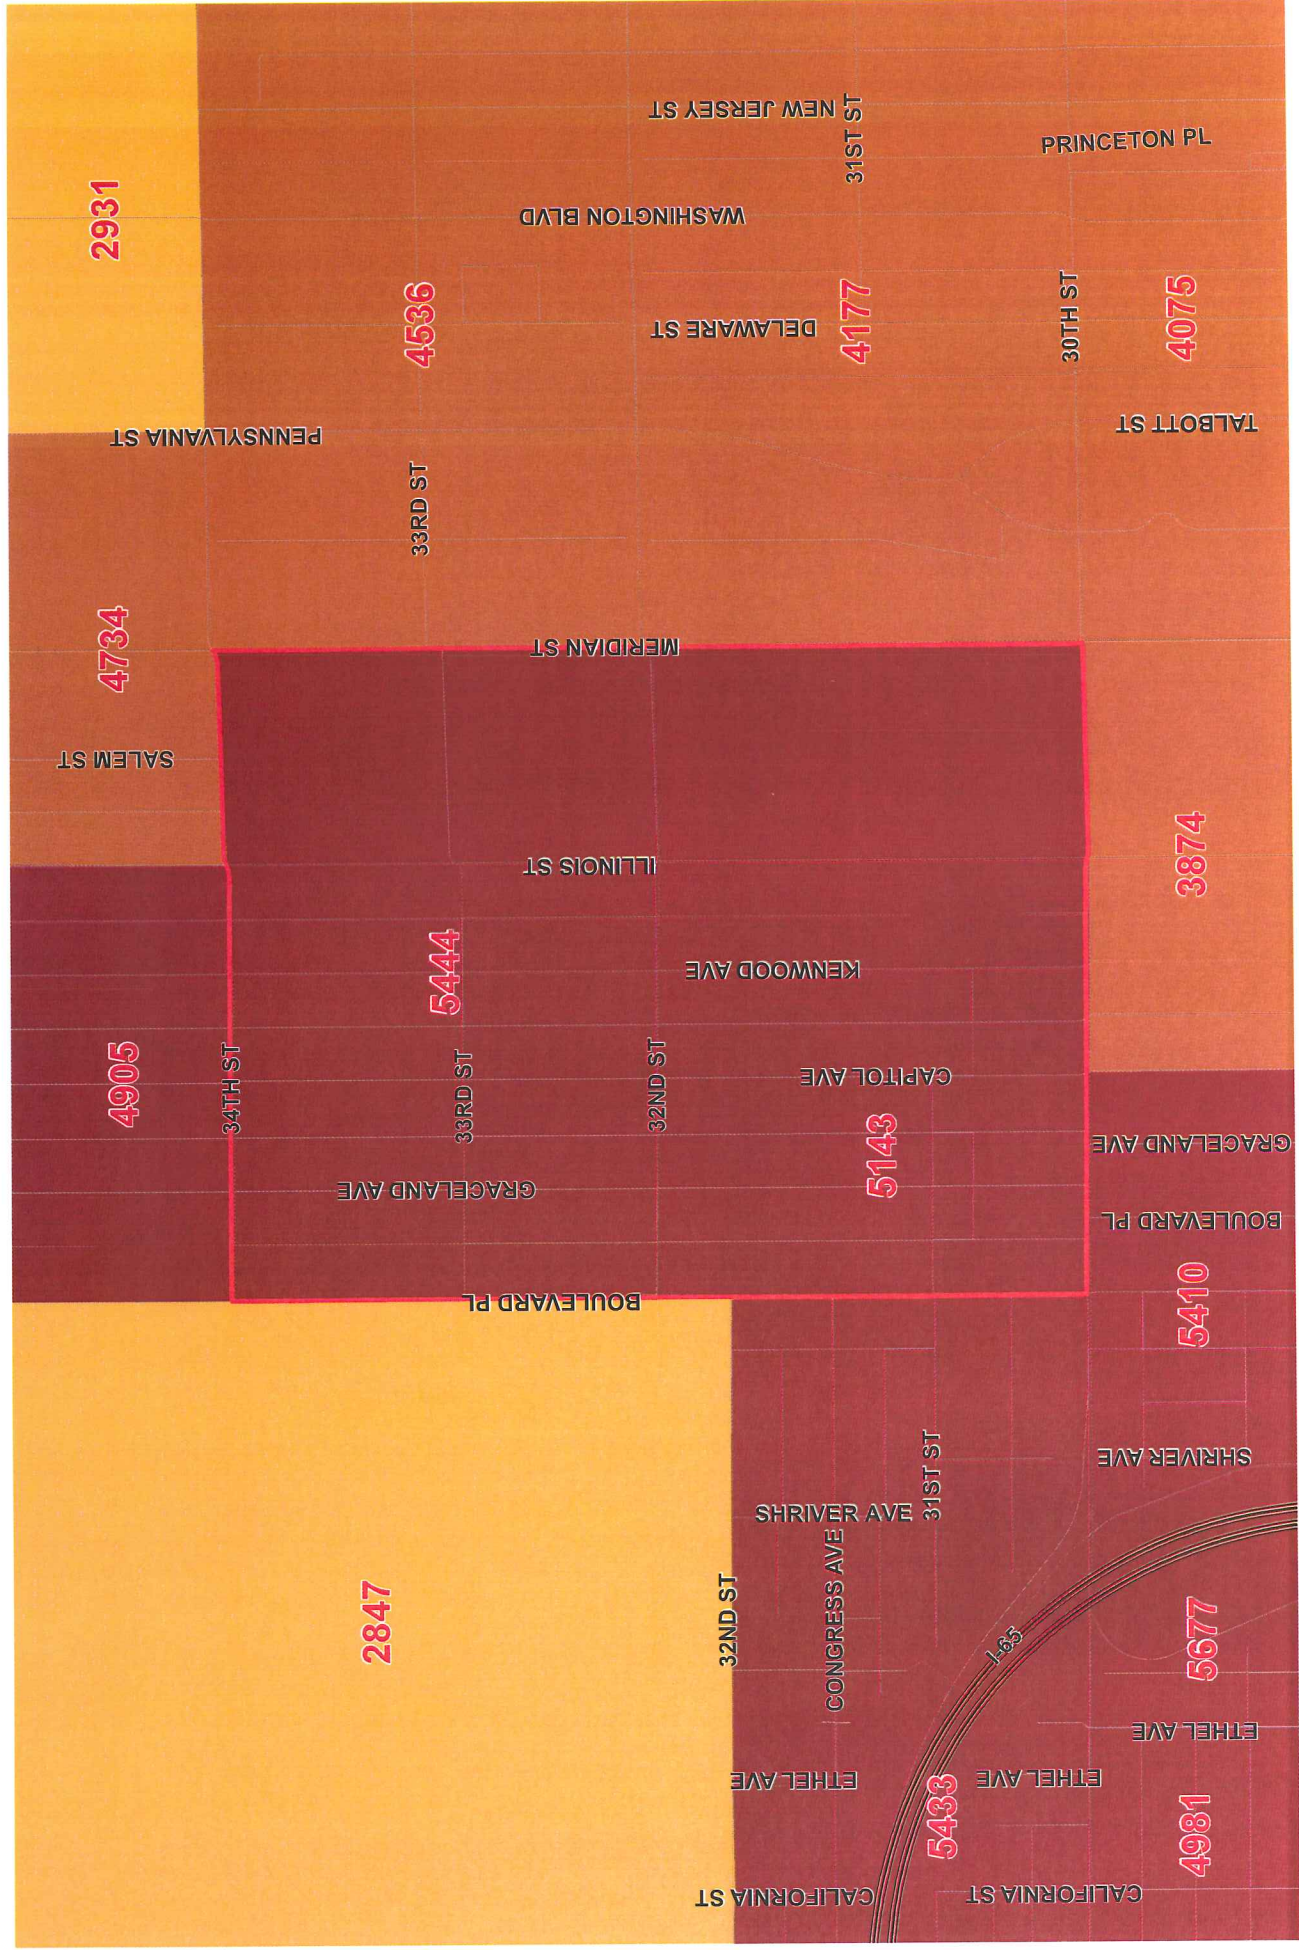 2931
4536
4177
4075
4734
4905
5444
5143
3874
5410
2847
5433
5677
4981
NEW JERSEY ST
31ST ST
PRINCETON PL
WASHINGTON BLVD
DELAWARE ST
30TH ST
PENNSYLVANIA ST
TALBOTT ST
33RD ST
MERIDIAN ST
SALEM ST
ILLINOIS ST
KENWOOD AVE
34TH ST
33RD ST
32ND ST
CAPITOL AVE
GRACELAND AVE
GRACELAND AVE
BOULEVARD PL
BOULEVARD PL
SHRIVER AVE
31ST ST
SHRIVER AVE
32ND ST
CONGRESS AVE
I-65
ETHEL AVE
ETHEL AVE
ETHEL AVE
CALIFORNIA ST
CALIFORNIA ST